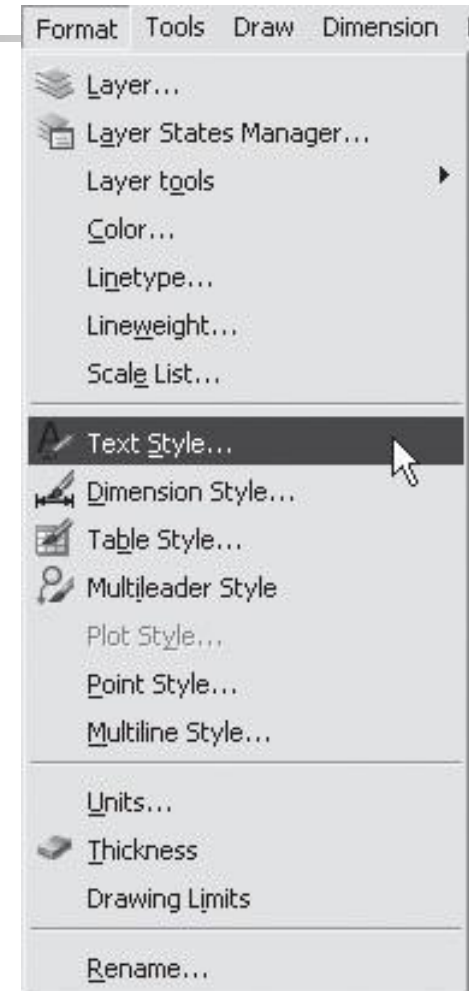 Format Tools Draw Dimension
Layer...
Layer States Manager...
Layer tools
Color...
Linetype...
Lineweight...
Scale List...
Text Style...
Dimension Style...
Table Style...
Multileader Style
Plot Style...
Point Style...
Multiline Style...
Units...
Thickness
Drawing Limits
Rename...